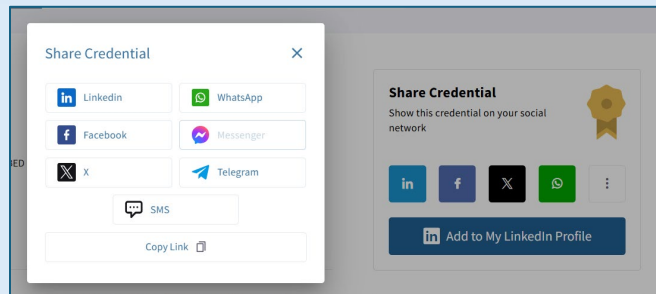 Share Credential
Linkedin
WhatsApp
Facebook
Messenger
X
Telegram
SMS
Copy Link
Share Credential
Show this credential on your social
network
Add to My LinkedIn Profile